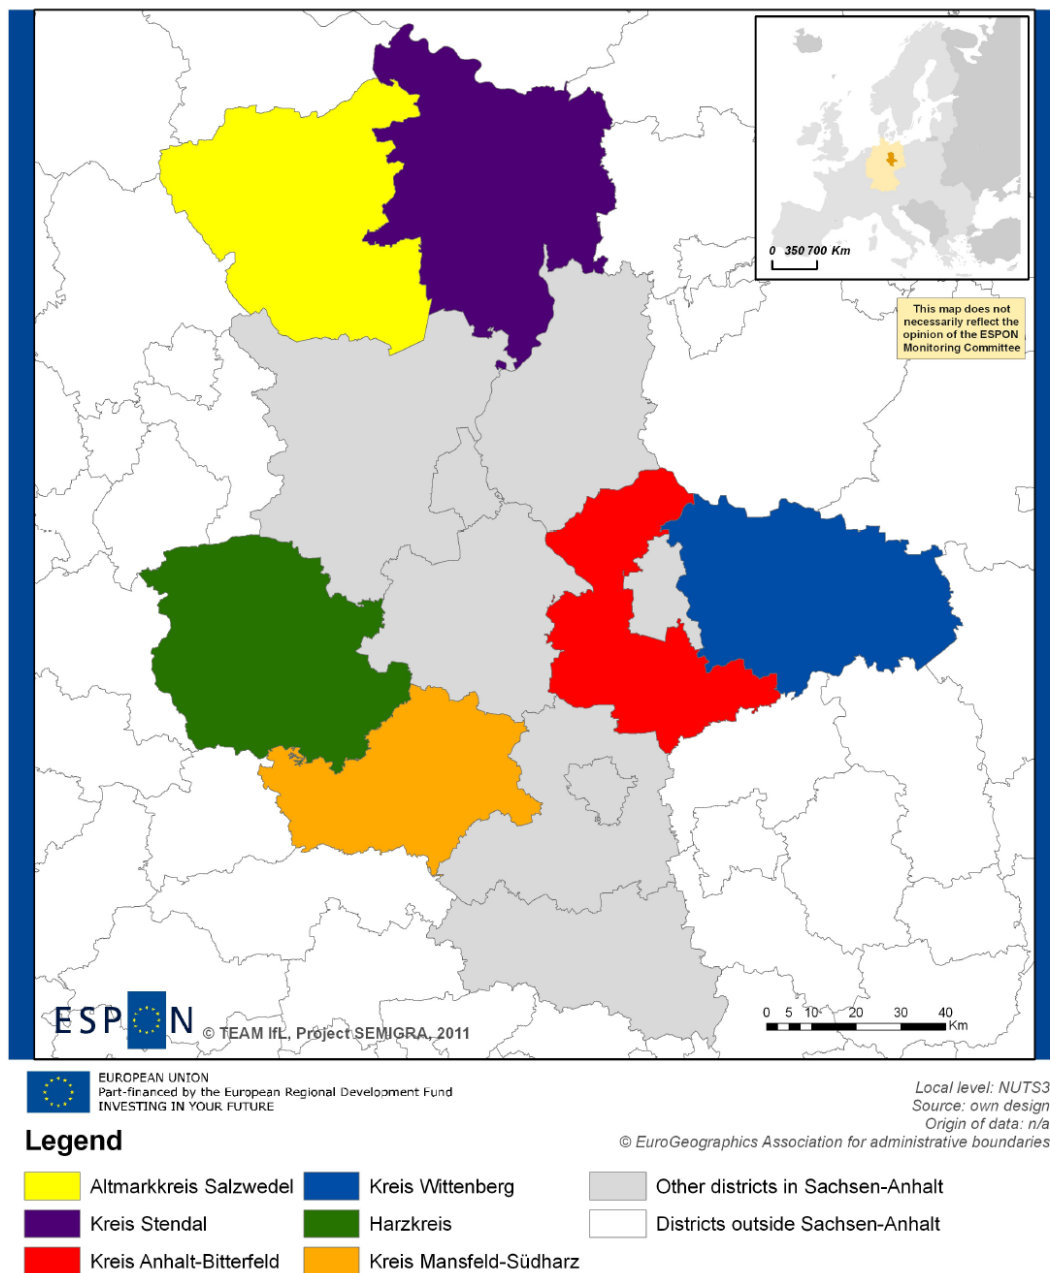 0 350 700 Km
This map does not
necessarily reflect the
opinion of the ESPON
Monitoring Committee
ESPON
© TEAM IfL, Project SEMIGRA, 2011
0 5 10 20 30 40
Km
EUROPEAN UNION
Part-financed by the European Regional Development Fund
INVESTING IN YOUR FUTURE
Local level: NUTS3
Source: own design
Origin of data: n/a
© EuroGeographics Association for administrative boundaries
Legend
Altmarkkreis Salzwedel
Kreis Wittenberg
Other districts in Sachsen-Anhalt
Kreis Stendal
Harzkreis
Districts outside Sachsen-Anhalt
Kreis Anhalt-Bitterfeld
Kreis Mansfeld-Südharz